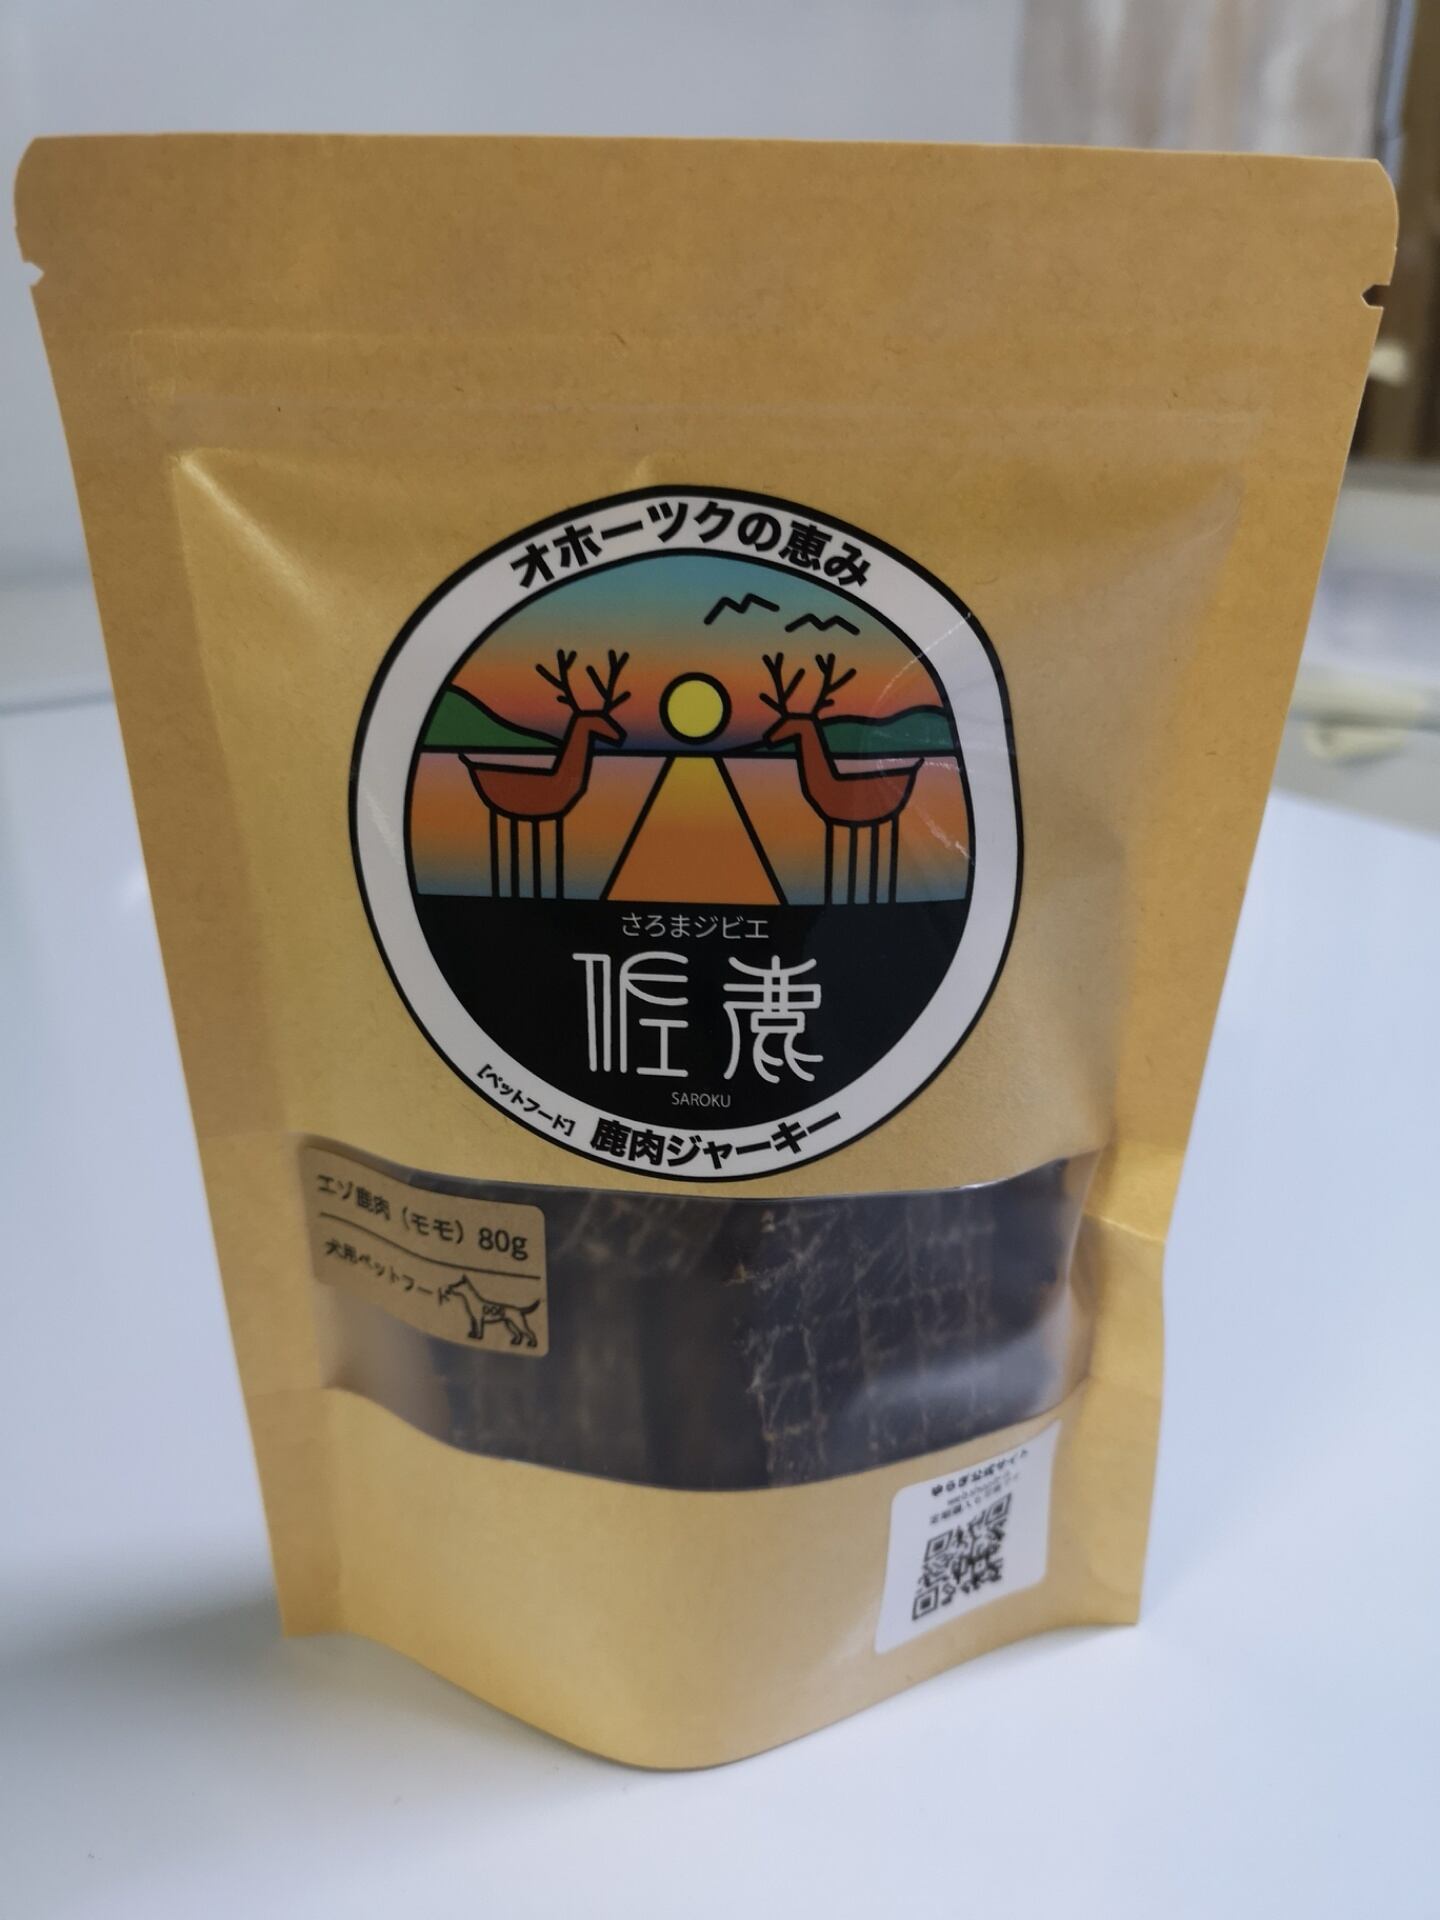 オホーツクの恵み
さろまジビエ
佐鹿
SAROKU
[ペットフード] 鹿肉ジャーキー
エゾ鹿肉（モモ）80g
犬用ペットフード
DOG